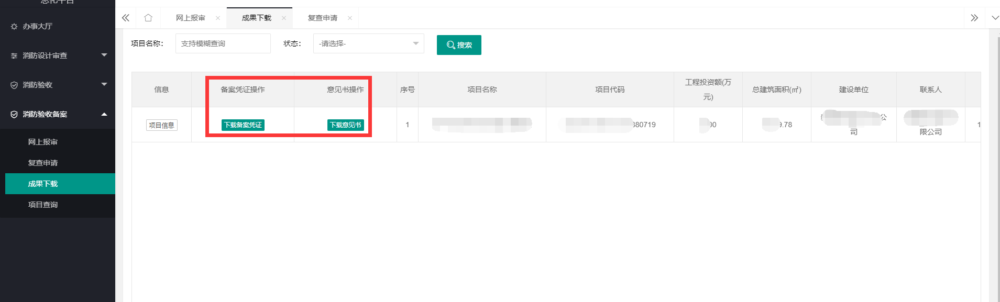 网上报审
成果下载
复查申请
办事大厅
消防设计审查
消防验收
消防验收备案
网上报审
复查申请
成果下载
项目查询
项目名称：
支持模糊查询
状态：
-请选择-
搜索
信息
备案凭证操作
意见书操作
序号
项目名称
项目代码
工程投资额(万
元)
总建筑面积(㎡)
建设单位
联系人
项目信息
下载备案凭证
下载意见书
1
380719
00
9.78
公
司
限公司
1